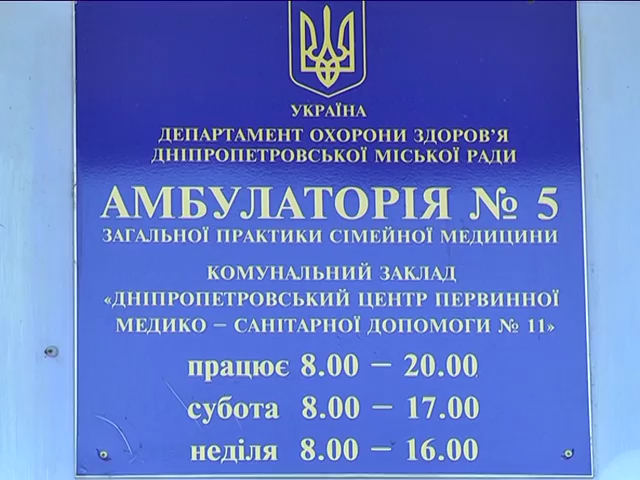 УКРАЇНА
ДЕПАРТАМЕНТ ОХОРОНИ ЗДОРОВ'Я
ДНІПРОПЕТРОВСЬКОЇ МІСЬКОЇ РАДИ
АМБУЛАТОРІЯ № 5
ЗАГАЛЬНОЇ ПРАКТИКИ СІМЕЙНОЇ МЕДИЦИНИ
КОМУНАЛЬНИЙ ЗАКЛАД
«ДНІПРОПЕТРОВСЬКИЙ ЦЕНТР ПЕРВИННОЇ
МЕДИКО – САНІТАРНОЇ ДОПОМОГИ № 11»
працює 8.00 – 20.00
субота 8.00 – 17.00
неділя 8.00 – 16.00